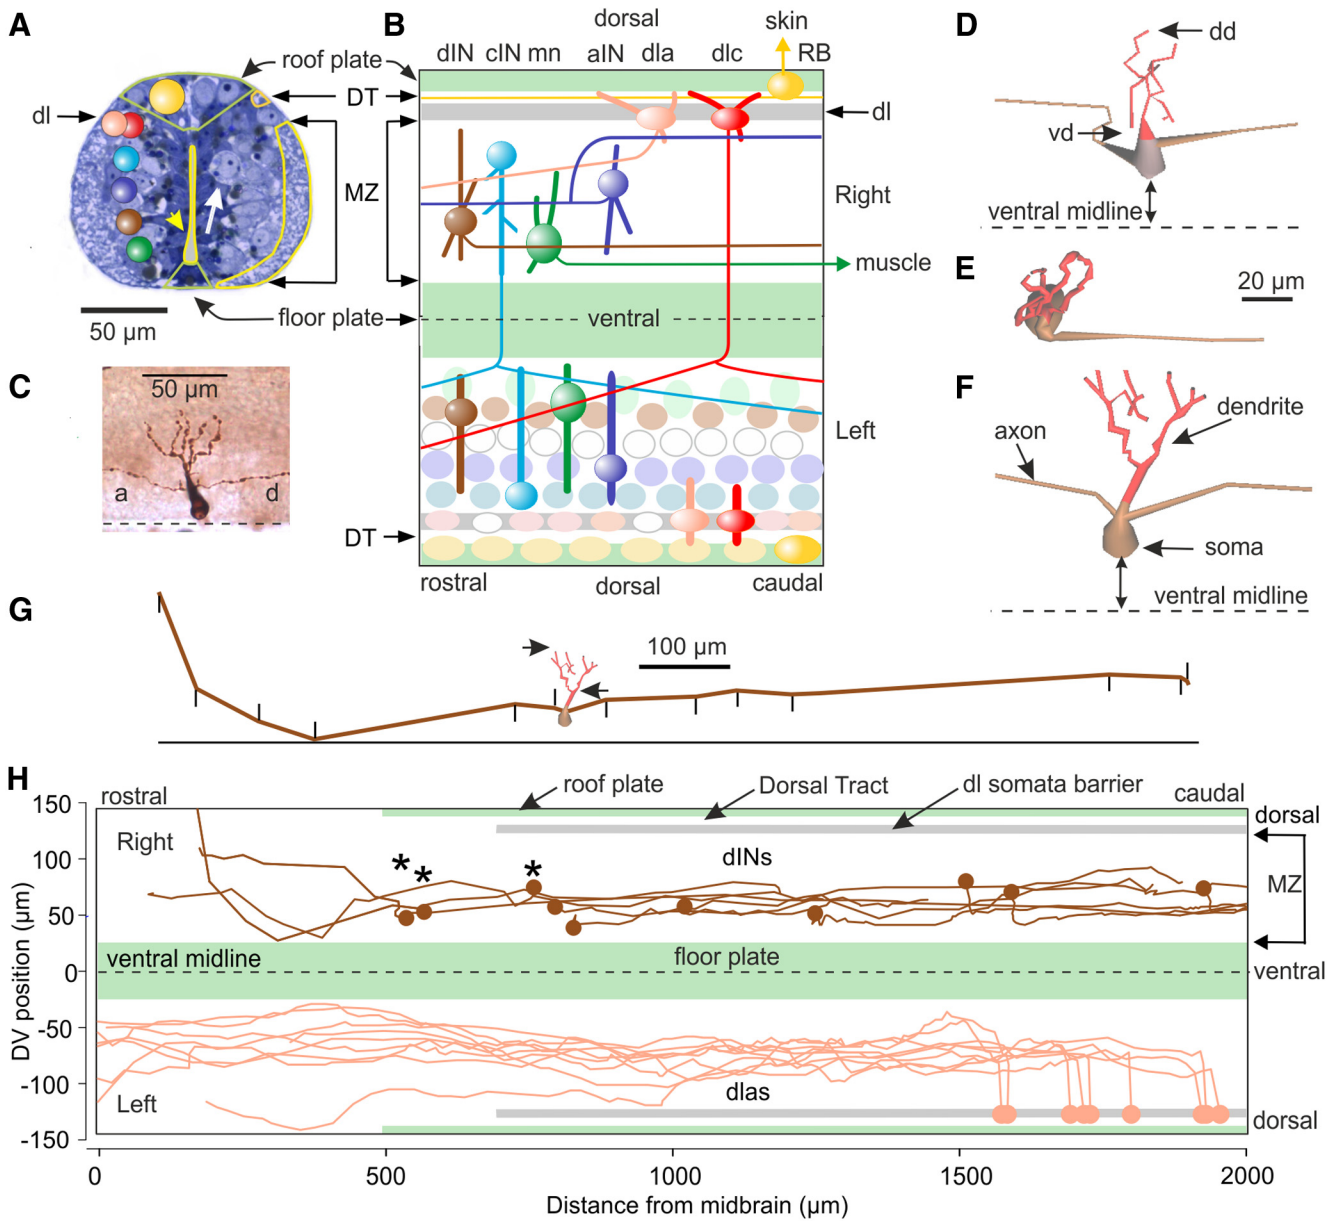 A
roof plate
DT
dl
MZ
floor plate
50 µm
B
dorsal
skin
dIN cIN mn aIN dla dlc RB
dl
Right
muscle
ventral
Left
DT
rostral dorsal caudal
C
50 µm
a d
D
dd
vd
ventral midline
E
20 µm
F
dendrite
axon
soma
ventral midline
G
100 µm
H
rostral roof plate Dorsal Tract dl somata barrier caudal
150
100
50
0
-50
-100
-150
DV position (µm)
Right
* * *
dINs
dorsal
MZ
ventral midline floor plate
ventral
dlas
Left
dorsal
0 500 1000 1500 2000
Distance from midbrain (µm)